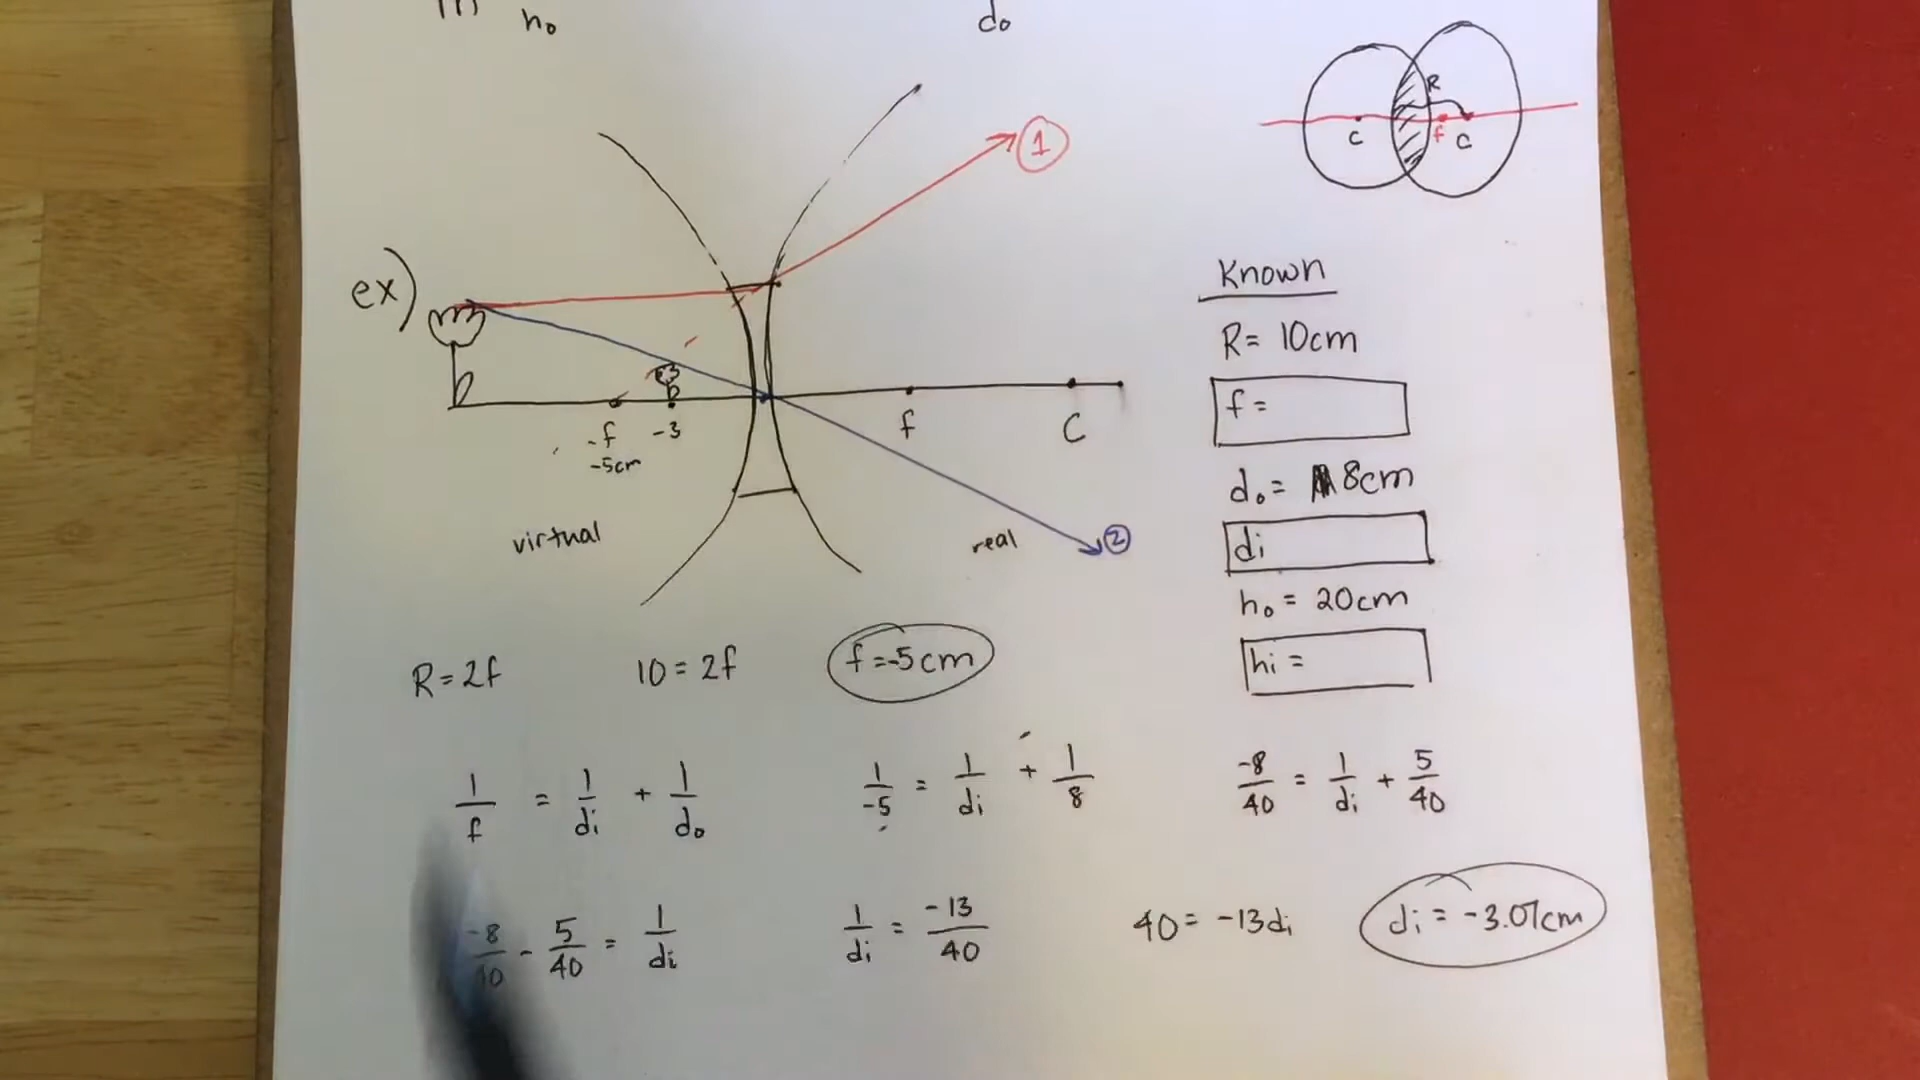 h₀ d₀
R
c f c
①
ex)
-f -3 f C
-5cm
virtual real ②
Known
R= 10cm
f =
d₀= 8cm
di
h₀ = 20cm
hi =
R=2f 10=2f f=-5cm
1/f = 1/di + 1/d₀ 1/-5 = 1/di + 1/8 -8/40 = 1/di + 5/40
-8/40 - 5/40 = 1/di 1/di = -13/40 40= -13di di = -3.07cm